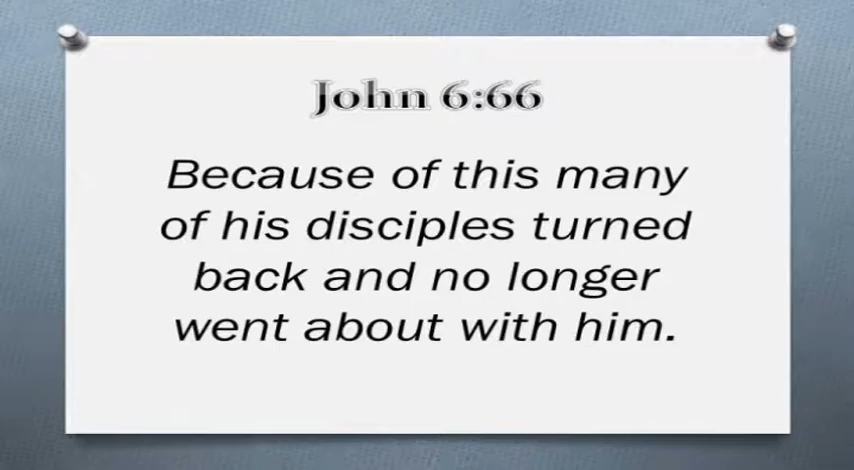 John 6:66
Because of this many
of his disciples turned
back and no longer
went about with him.